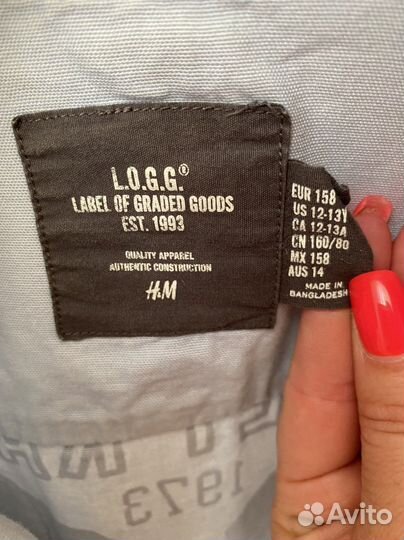 L.O.G.G.®
LABEL OF GRADED GOODS
EST. 1993
QUALITY APPAREL
AUTHENTIC CONSTRUCTION
H&M
EUR 158
US 12-13Y
CA 12-13A
CN 160/80
MX 158
AUS 14
MADE IN
BANGLADESH
1973
Avito